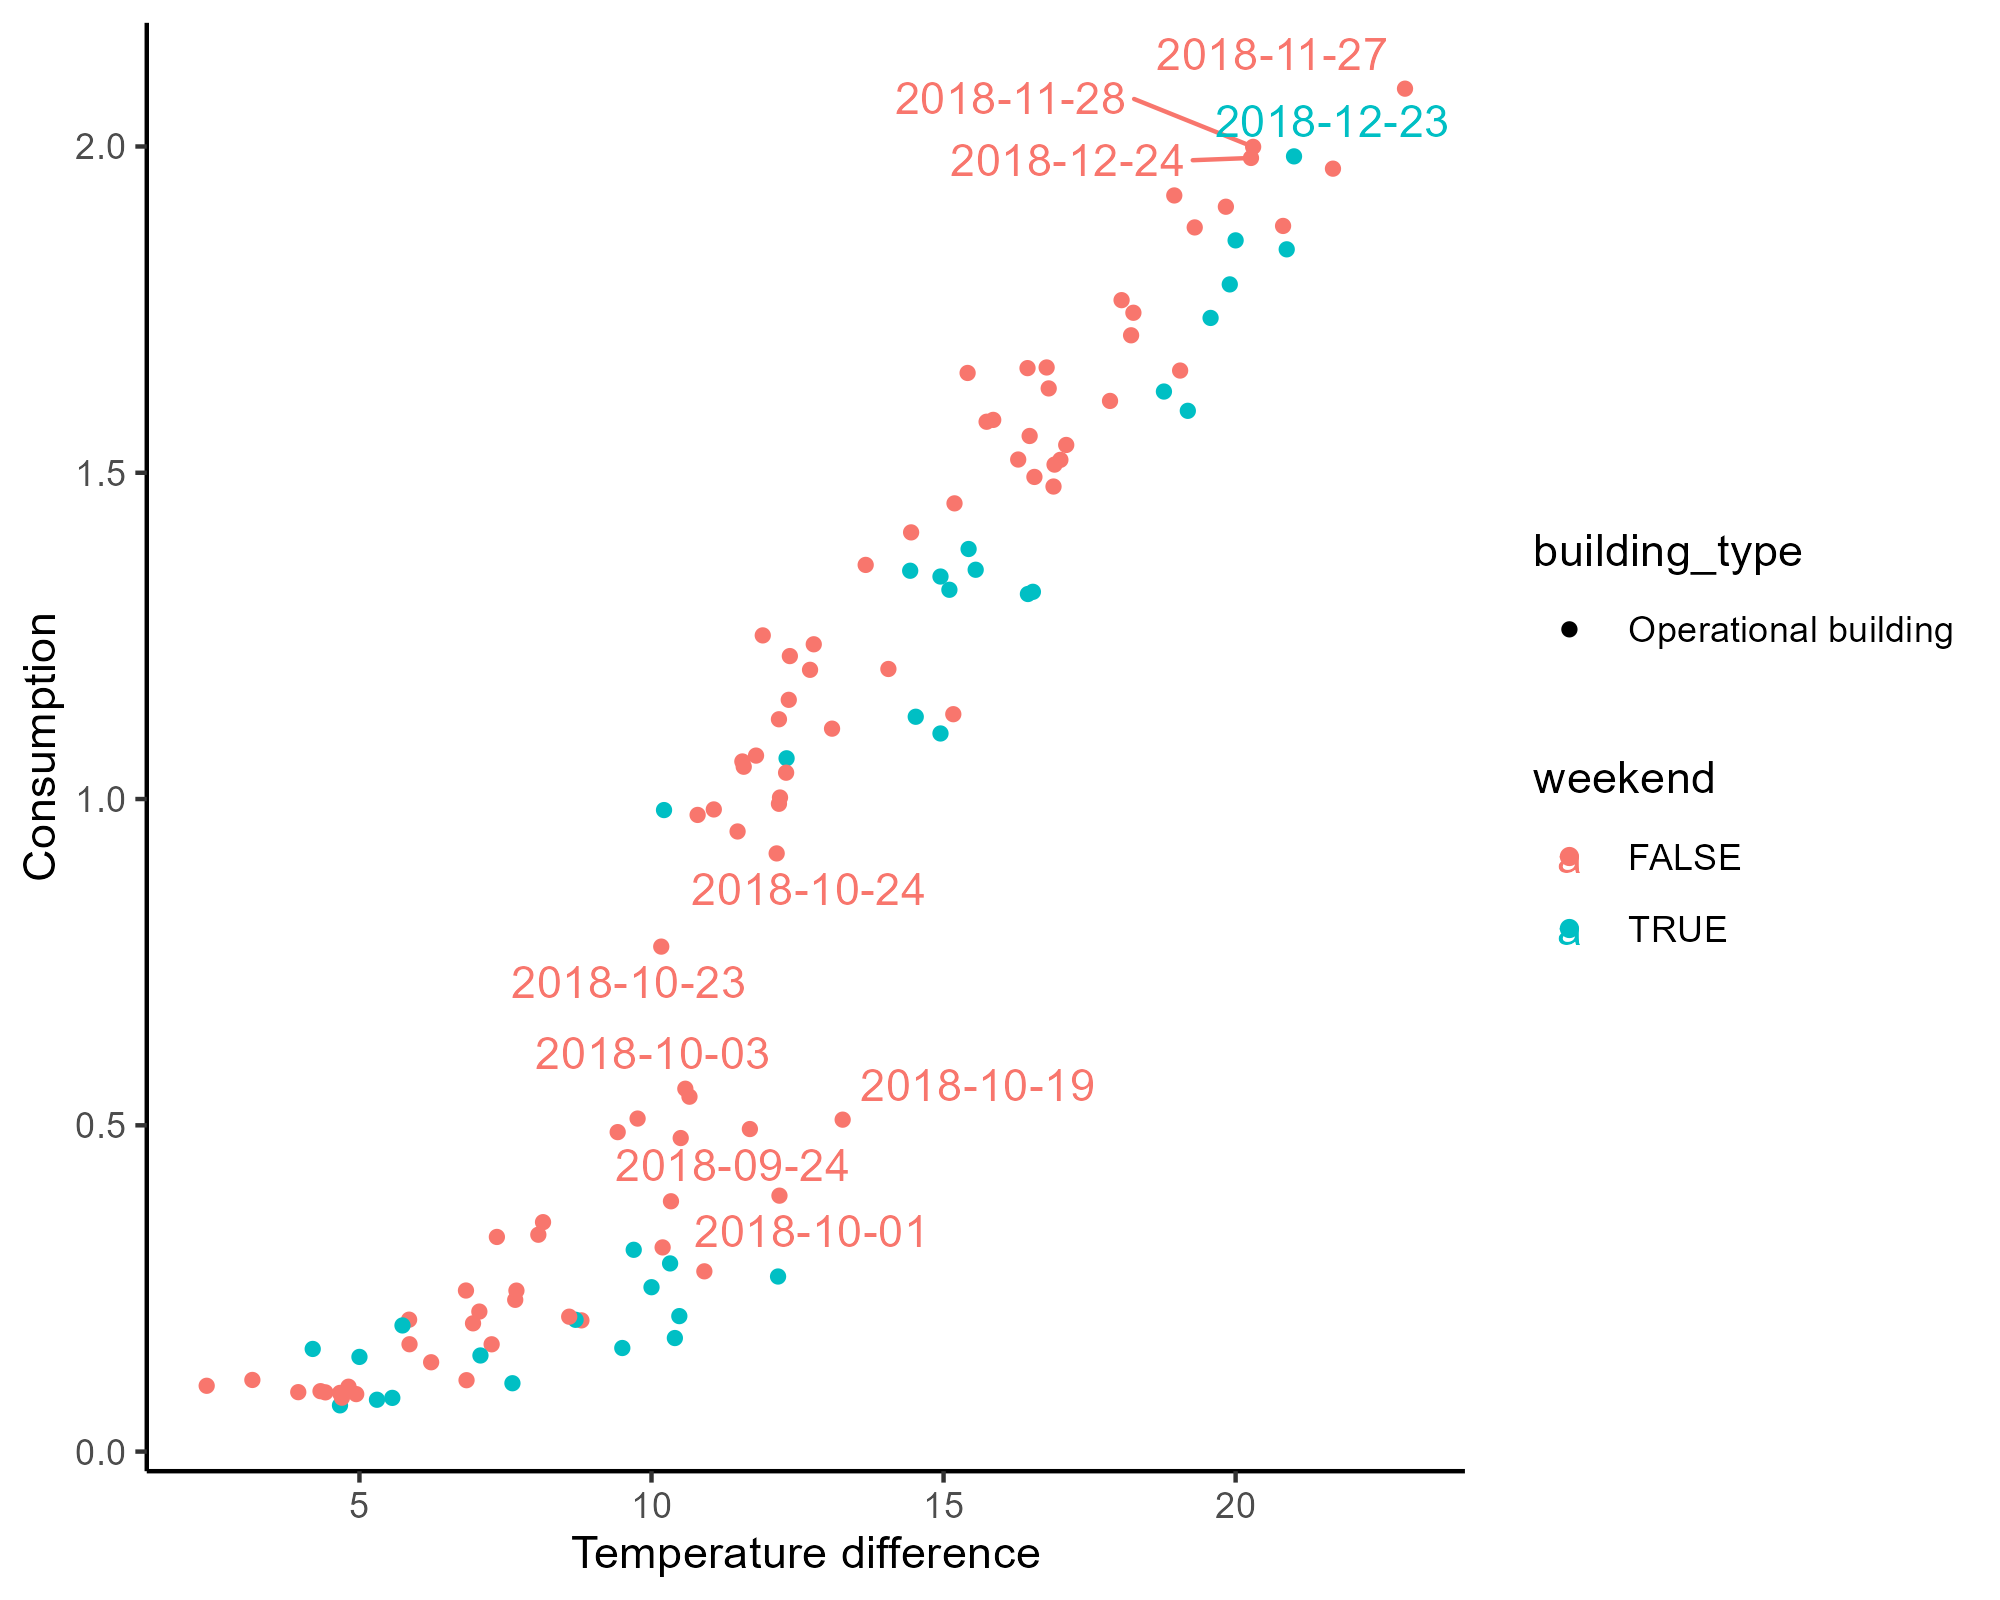 2018-11-27
2018-11-28
2018-12-23
2018-12-24
2018-10-24
2018-10-23
2018-10-03
2018-10-19
2018-09-24
2018-10-01
2.0
1.5
1.0
0.5
0.0
5 10 15 20
Consumption
Temperature difference
building_type
Operational building
weekend
a FALSE
a TRUE